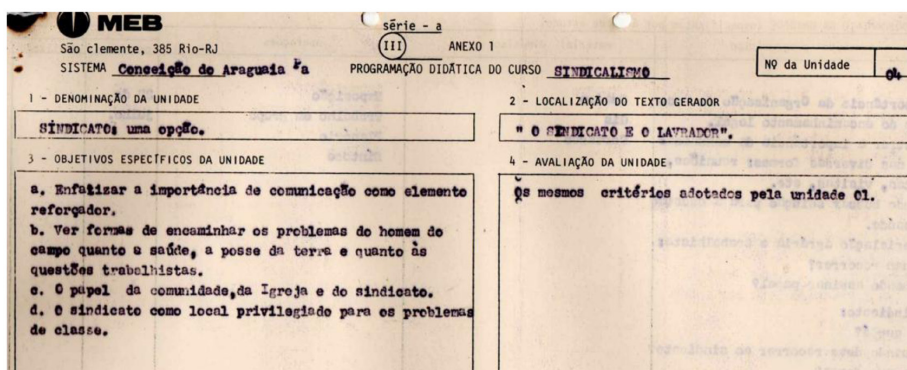 MEB
São clemente, 385 Rio-RJ
série - a
III ANEXO 1
SISTEMA Conceição do Araguaia Pa
PROGRAMAÇÃO DIDÁTICA DO CURSO SINDICALISMO
Nº da Unidade 04
1 - DENOMINAÇÃO DA UNIDADE
SÍNDICATO: uma opção.
2 - LOCALIZAÇÃO DO TEXTO GERADOR
" O SINDICATO E O LAVRADOR".
3 - OBJETIVOS ESPECÍFICOS DA UNIDADE
a. Enfatizar a importância de comunicação como elemento
reforçador.
b. Ver formas de encaminhar os problemas do homem do
campo quanto a saúde, a posse da terra e quanto às
questões trabalhistas.
c. O papel da comunidade,da Igreja e do sindicato.
d. O sindicato como local privilegiado para os problemas
de classe.
4 - AVALIAÇÃO DA UNIDADE
Os mesmos critérios adotados pela unidade 01.